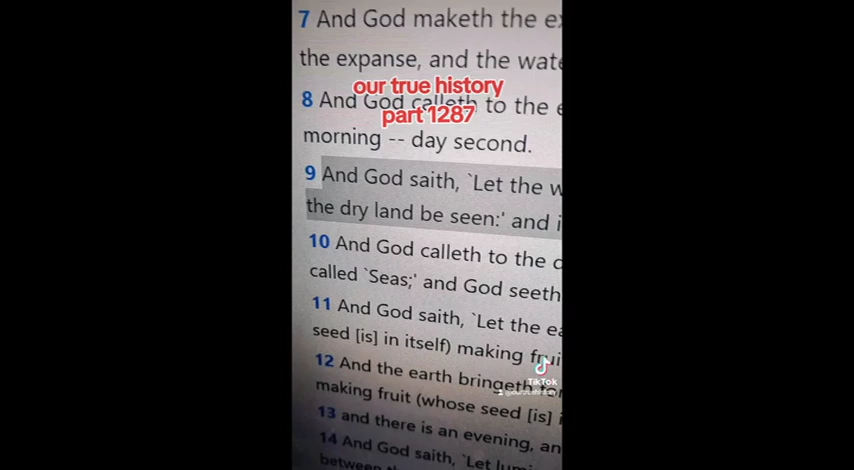 7 And God maketh the
the expanse, and the
our true history
8 And God calleth to the
part 1287
morning -- day second.
9 And God saith, `Let the
the dry land be seen:' and
10 And God calleth to the
called `Seas;' and God seeth
11 And God saith, `Let the
seed [is] in itself) making
12 And the earth bringeth
TikTok
making fruit (whose seed [is]
13 and there is an evening,
14 And God saith, `Let
between